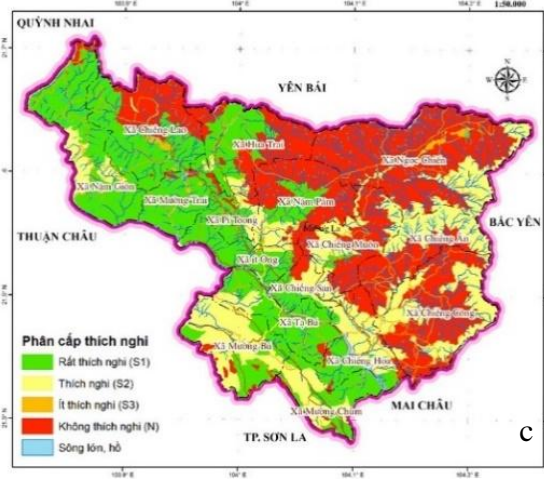 1:50.000
QUỲNH NHAI
YÊN BÁI
N
W E
S
Xã Chiềng Lao
Xã Hua Trai
Xã Ngọc Chiến
Xã Nậm Giôn
Xã Mường Trai
Xã Nậm Păm
Xã Pi Toong
BẮC YÊN
THUẬN CHÂU
Xã Chiềng Muôn
Xã Chiềng Ân
Xã ít Ong
Xã Chiềng San
Xã Tạ Bú
Xã Chiềng Công
Xã Mường Bú
Xã Chiềng Hoa
Xã Mường Chùm
MAI CHÂU
TP. SƠN LA
Phân cấp thích nghi
Rất thích nghi (S1)
Thích nghi (S2)
Ít thích nghi (S3)
Không thích nghi (N)
Sông lớn, hồ
c